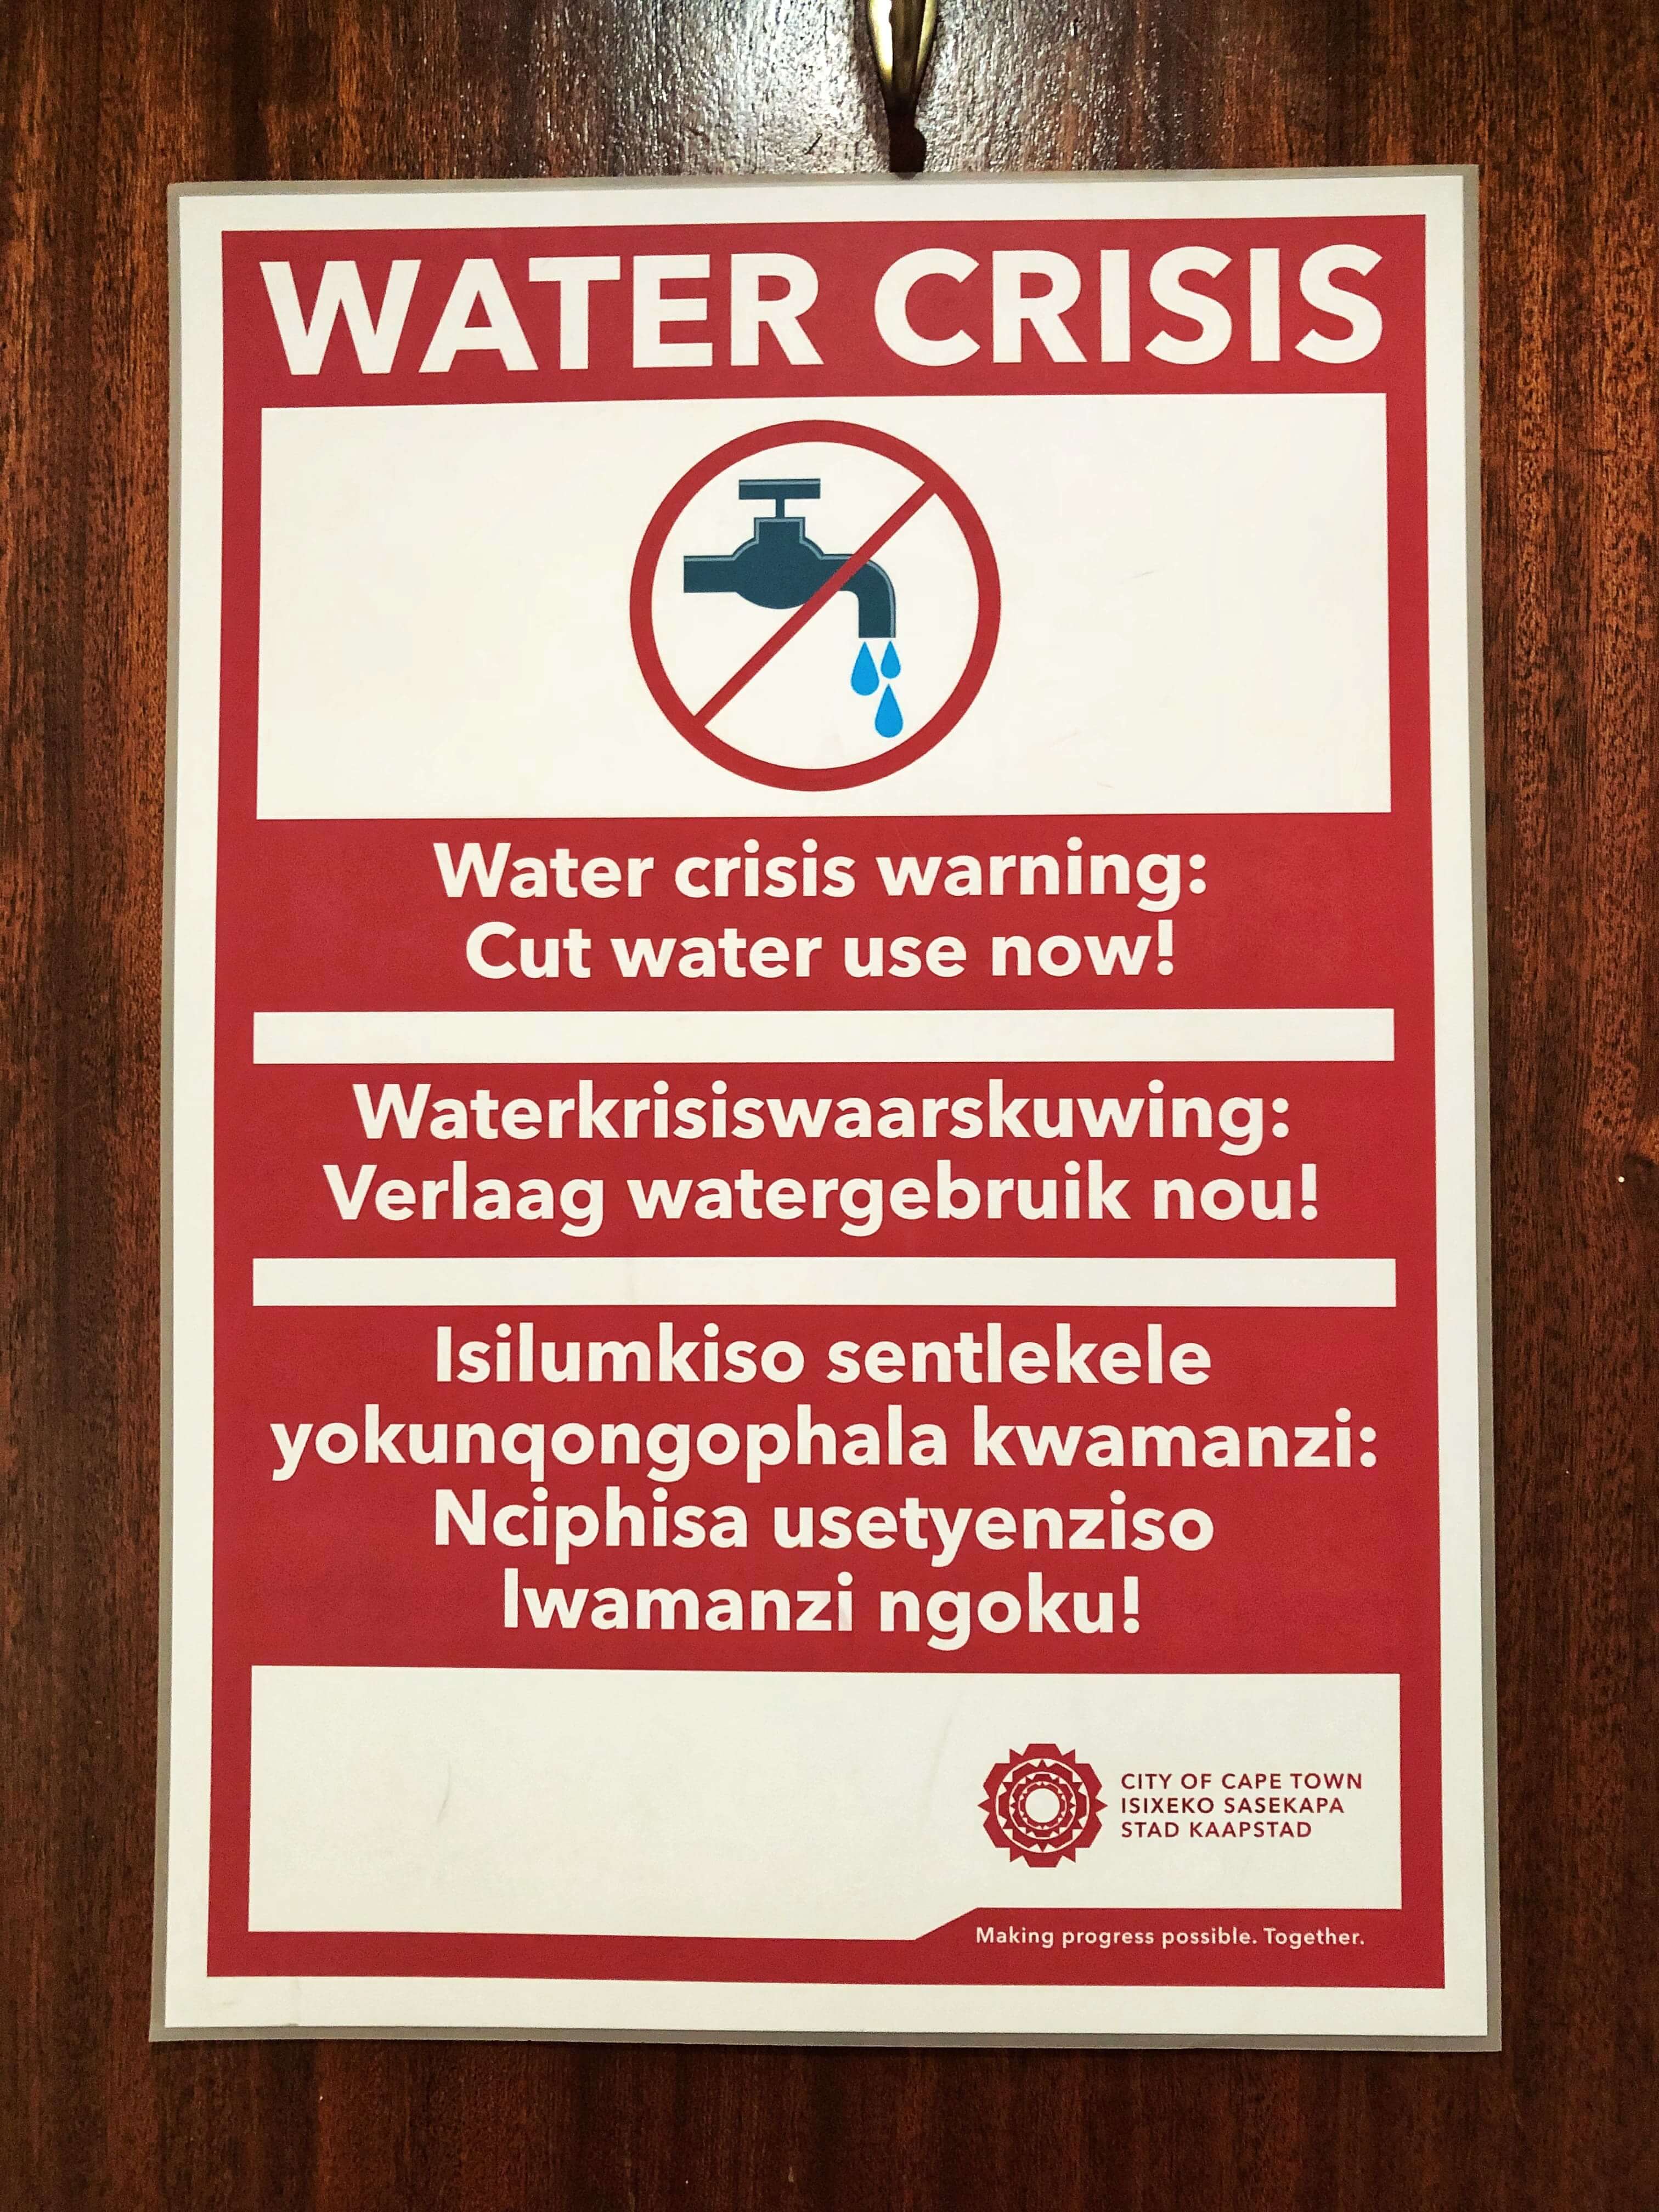 WATER CRISIS
Water crisis warning:
Cut water use now!
Waterkrisiswaarskuwing:
Verlaag watergebruik nou!
Isilumkiso sentlekele
yokunqongophala kwamanzi:
Nciphisa usetyenziso
lwamanzi ngoku!
CITY OF CAPE TOWN
ISIXEKO SASEKAPA
STAD KAAPSTAD
Making progress possible. Together.